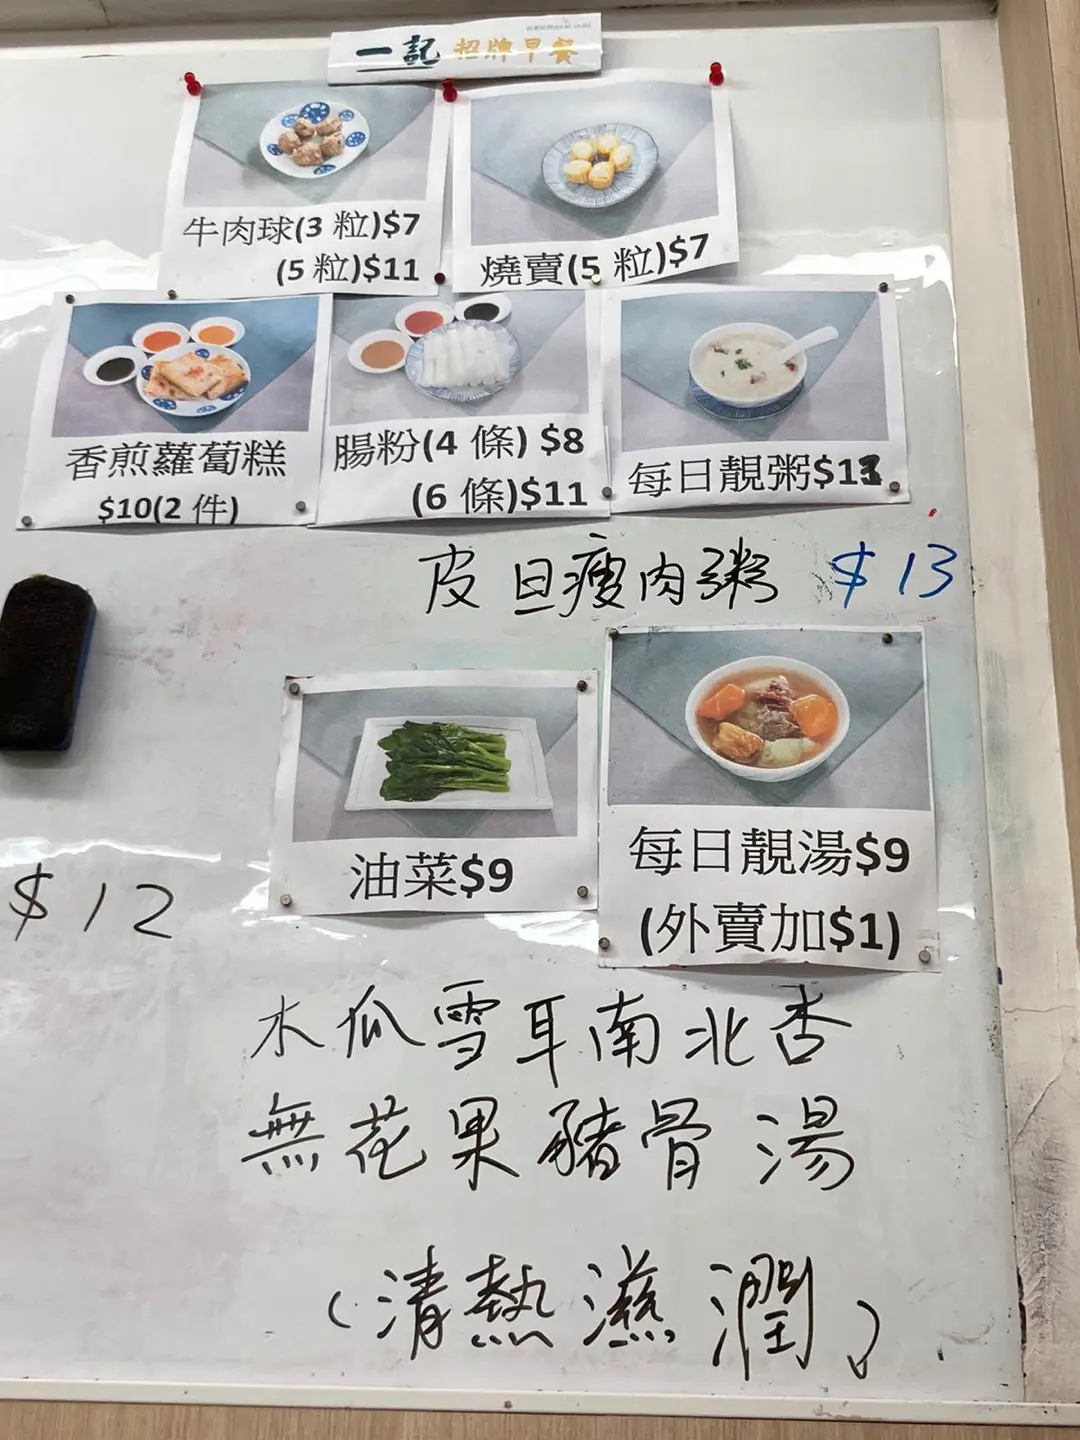 一記 招牌早餐
牛肉球(3 粒)$7
(5 粒)$11
燒賣(5 粒)$7
香煎蘿蔔糕
$10(2 件)
腸粉(4 條) $8
(6 條)$11
每日靚粥$13
皮旦瘦肉粥 $13
油菜$9
每日靚湯$9
(外賣加$1)
$12
木瓜雪耳南北杏
無花果豬骨湯
(清熱滋潤)